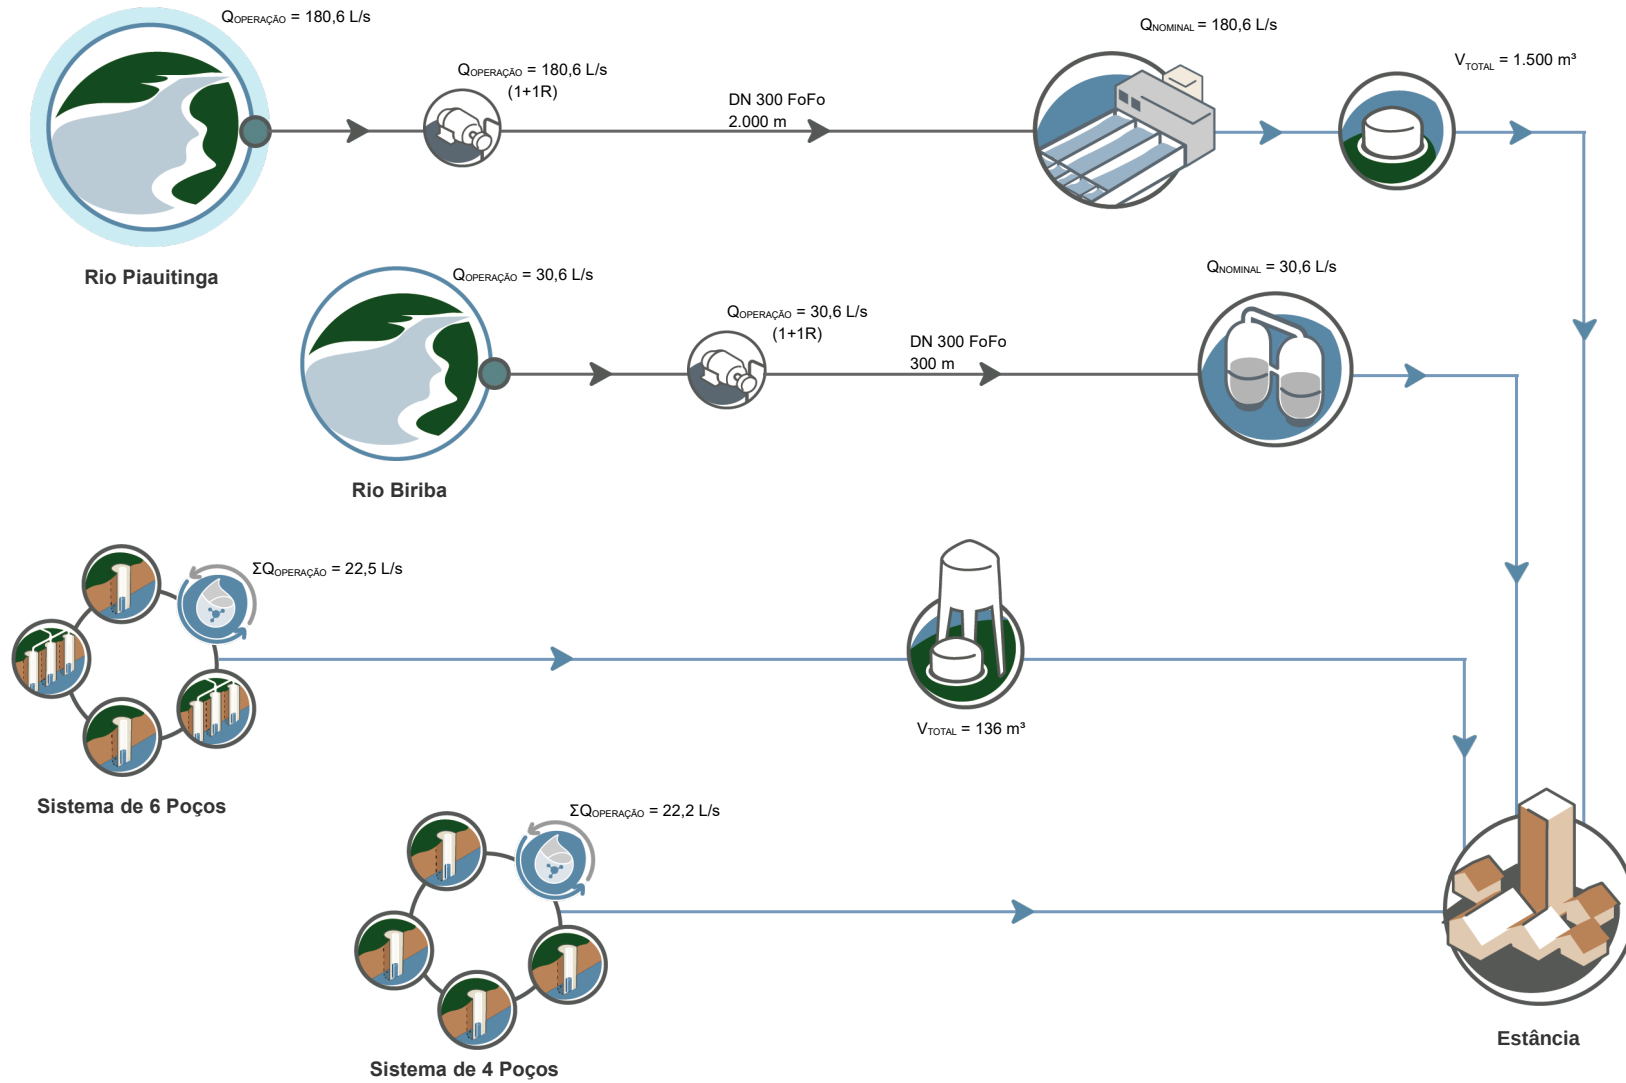 QOPERAÇÃO = 180,6 L/s
QOPERAÇÃO = 180,6 L/s
(1+1R)
DN 300 FoFo
2.000 m
QNOMINAL = 180,6 L/s
VTOTAL = 1.500 m³
Rio Piauitinga
QOPERAÇÃO = 30,6 L/s
QOPERAÇÃO = 30,6 L/s
(1+1R)
DN 300 FoFo
300 m
QNOMINAL = 30,6 L/s
Rio Biriba
ΣQOPERAÇÃO = 22,5 L/s
VTOTAL = 136 m³
Sistema de 6 Poços
ΣQOPERAÇÃO = 22,2 L/s
Sistema de 4 Poços
Estância